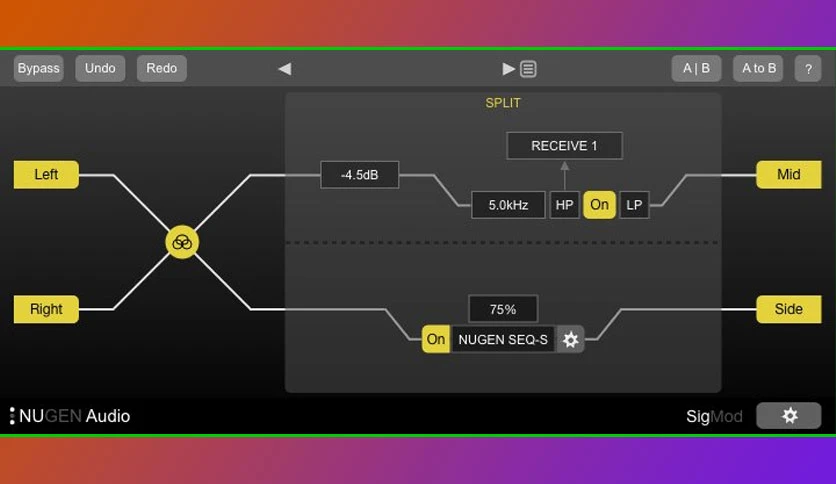 Bypass Undo Redo A | B A to B ?
SPLIT
RECEIVE 1
Left -4.5dB Mid
5.0kHz HP On LP
Right 75% Side
On NUGEN SEQ-S
NUGEN Audio SigMod